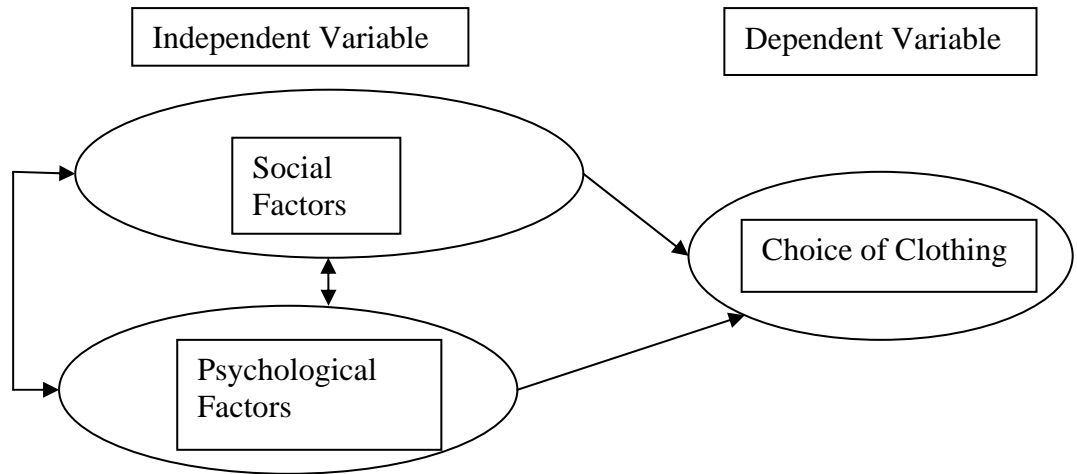 Independent Variable
Dependent Variable
Social
Factors
Choice of Clothing
Psychological
Factors